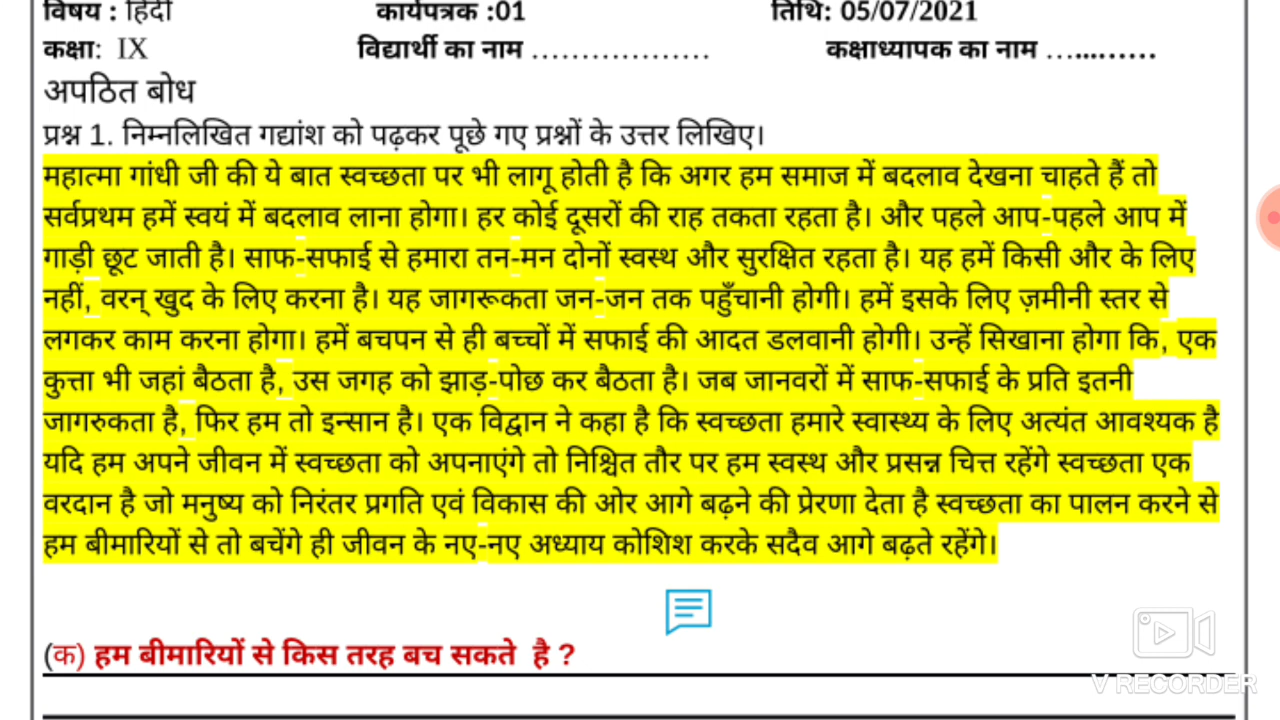 विषय : हिंदी कार्यपत्रक :01 तिथि: 05/07/2021
कक्षा: IX विद्यार्थी का नाम .................. कक्षाध्यापक का नाम ….........
अपठित बोध
प्रश्न 1. निम्नलिखित गद्यांश को पढ़कर पूछे गए प्रश्नों के उत्तर लिखिए।
महात्मा गांधी जी की ये बात स्वच्छता पर भी लागू होती है कि अगर हम समाज में बदलाव देखना चाहते हैं तो
सर्वप्रथम हमें स्वयं में बदलाव लाना होगा। हर कोई दूसरों की राह तकता रहता है। और पहले आप-पहले आप में
गाड़ी छूट जाती है। साफ-सफाई से हमारा तन-मन दोनों स्वस्थ और सुरक्षित रहता है। यह हमें किसी और के लिए
नहीं, वरन् खुद के लिए करना है। यह जागरूकता जन-जन तक पहुँचानी होगी। हमें इसके लिए ज़मीनी स्तर से
लगकर काम करना होगा। हमें बचपन से ही बच्चों में सफाई की आदत डलवानी होगी। उन्हें सिखाना होगा कि, एक
कुत्ता भी जहां बैठता है, उस जगह को झाड़-पोछ कर बैठता है। जब जानवरों में साफ-सफाई के प्रति इतनी
जागरुकता है, फिर हम तो इन्सान है। एक विद्वान ने कहा है कि स्वच्छता हमारे स्वास्थ्य के लिए अत्यंत आवश्यक है
यदि हम अपने जीवन में स्वच्छता को अपनाएंगे तो निश्चित तौर पर हम स्वस्थ और प्रसन्न चित्त रहेंगे स्वच्छता एक
वरदान है जो मनुष्य को निरंतर प्रगति एवं विकास की ओर आगे बढ़ने की प्रेरणा देता है स्वच्छता का पालन करने से
हम बीमारियों से तो बचेंगे ही जीवन के नए-नए अध्याय कोशिश करके सदैव आगे बढ़ते रहेंगे।
(क) हम बीमारियों से किस तरह बच सकते है ?
V RECORDER